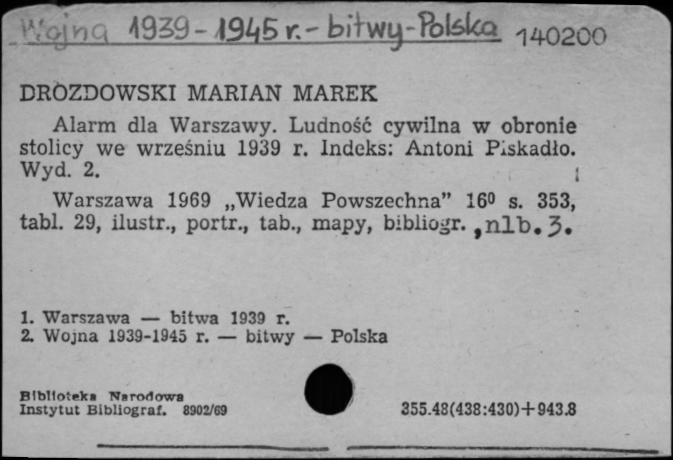 Wojna 1939-1945 r.- bitwy-Polska 140200
DROZDOWSKI MARIAN MAREK
Alarm dla Warszawy. Ludność cywilna w obronie
stolicy we wrześniu 1939 r. Indeks: Antoni Piskadło.
Wyd. 2.
Warszawa 1969 „Wiedza Powszechna” 16⁰ s. 353,
tabl. 29, ilustr., portr., tab., mapy, bibliogr. , nlb. 3.
1. Warszawa — bitwa 1939 r.
2. Wojna 1939-1945 r. — bitwy — Polska
Biblioteka Narodowa
Instytut Bibliograf. 8902/69 355.48(438:430)+943.8